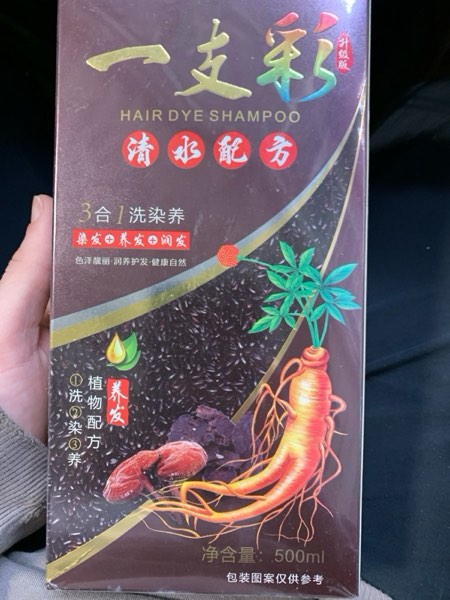 一支彩
升级版
HAIR DYE SHAMPOO
清水配方
3合1洗染养
染发+养发+润发
色泽靓丽·润养护发·健康自然
养发
植物配方
①洗②染③养
净含量: 500ml
包装图案仅供参考